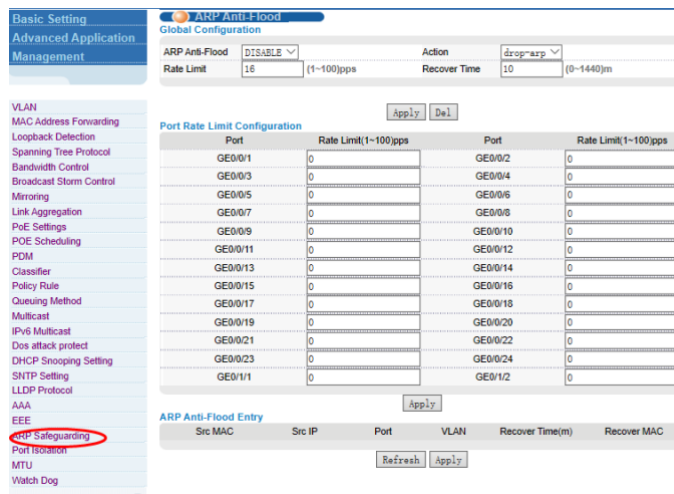 Basic Setting
Advanced Application
Management
VLAN
MAC Address Forwarding
Loopback Detection
Spanning Tree Protocol
Bandwidth Control
Broadcast Storm Control
Mirroring
Link Aggregation
PoE Settings
POE Scheduling
PDM
Classifier
Policy Rule
Queuing Method
Multicast
IPv6 Multicast
Dos attack protect
DHCP Snooping Setting
SNTP Setting
LLDP Protocol
AAA
EEE
ARP Safeguarding
Port Isolation
MTU
Watch Dog
ARP Anti-Flood
Global Configuration
ARP Anti-Flood DISABLE Action drop-arp
Rate Limit 16 (1~100)pps Recover Time 10 (0~1440)m
Apply Del
Port Rate Limit Configuration
Port Rate Limit(1~100)pps Port Rate Limit(1~100)pps
GE0/0/1 0 GE0/0/2 0
GE0/0/3 0 GE0/0/4 0
GE0/0/5 0 GE0/0/6 0
GE0/0/7 0 GE0/0/8 0
GE0/0/9 0 GE0/0/10 0
GE0/0/11 0 GE0/0/12 0
GE0/0/13 0 GE0/0/14 0
GE0/0/15 0 GE0/0/16 0
GE0/0/17 0 GE0/0/18 0
GE0/0/19 0 GE0/0/20 0
GE0/0/21 0 GE0/0/22 0
GE0/0/23 0 GE0/0/24 0
GE0/1/1 0 GE0/1/2 0
Apply
ARP Anti-Flood Entry
Src MAC Src IP Port VLAN Recover Time(m) Recover MAC
Refresh Apply